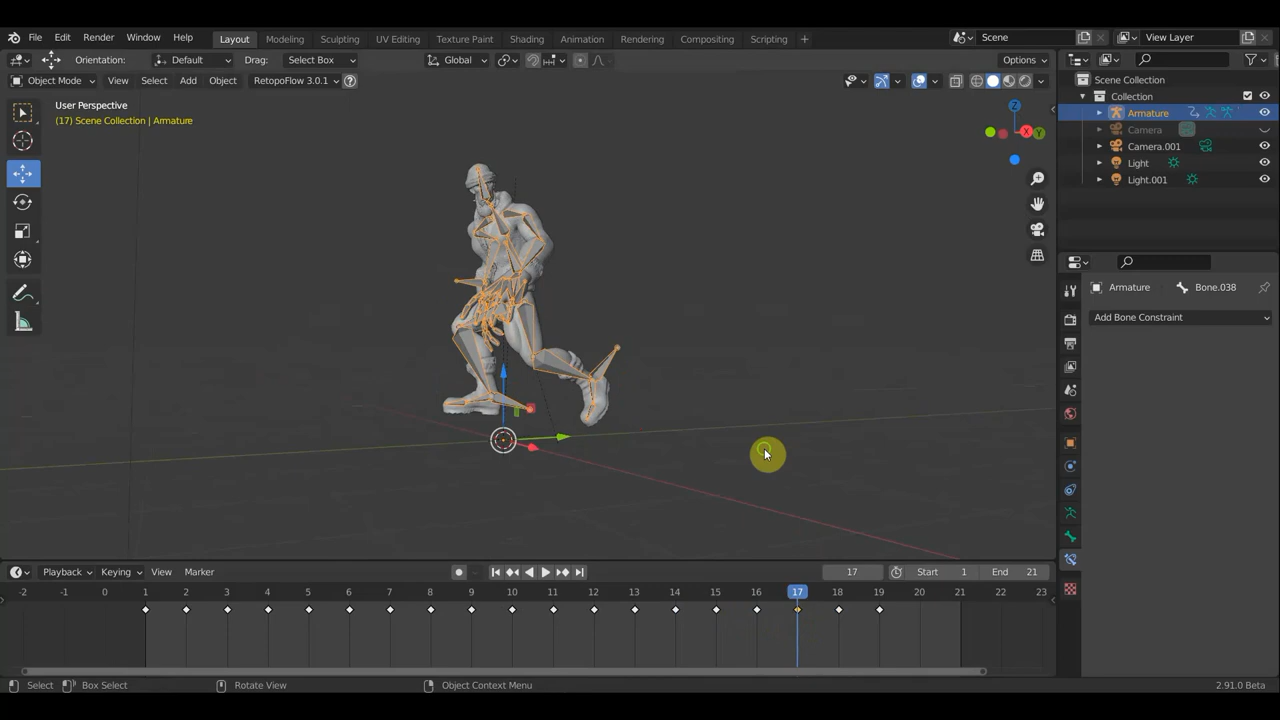 File Edit Render Window Help Layout Modeling Sculpting UV Editing Texture Paint Shading Animation Rendering Compositing Scripting + Scene View Layer
Orientation: Default Drag: Select Box Global Options
Object Mode View Select Add Object RetopoFlow 3.0.1 ?
User Perspective
(17) Scene Collection | Armature
Z
X
Y
Scene Collection
Collection
Armature
Camera
Camera.001
Light
Light.001
Armature Bone.038
Add Bone Constraint
Playback Keying View Marker 17 Start 1 End 21
-2 -1 0 1 2 3 4 5 6 7 8 9 10 11 12 13 14 15 16 17 18 19 20 21 22 23
Select Box Select Rotate View Object Context Menu 2.91.0 Beta